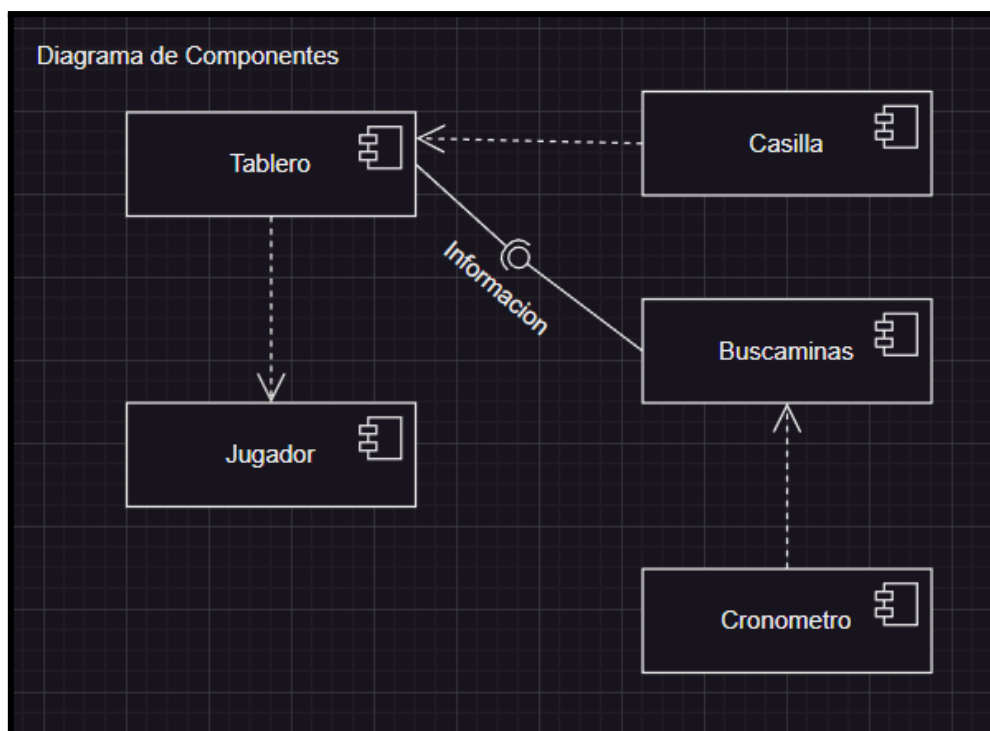 Diagrama de Componentes
Casilla
Tablero
Informacion
Buscaminas
Jugador
Cronometro